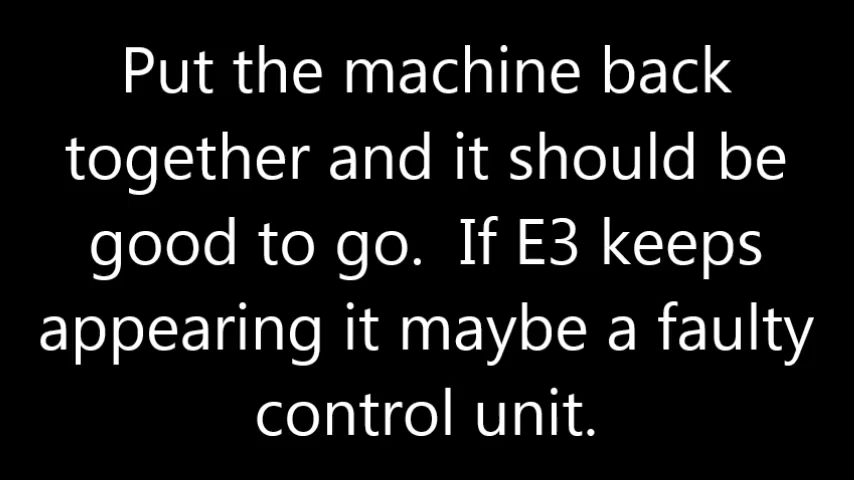 Put the machine back
together and it should be
good to go.  If E3 keeps
appearing it maybe a faulty
control unit.